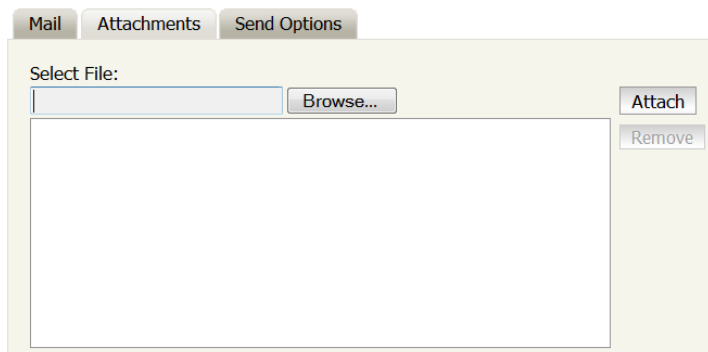 Mail Attachments Send Options
Select File:
Browse... Attach
Remove